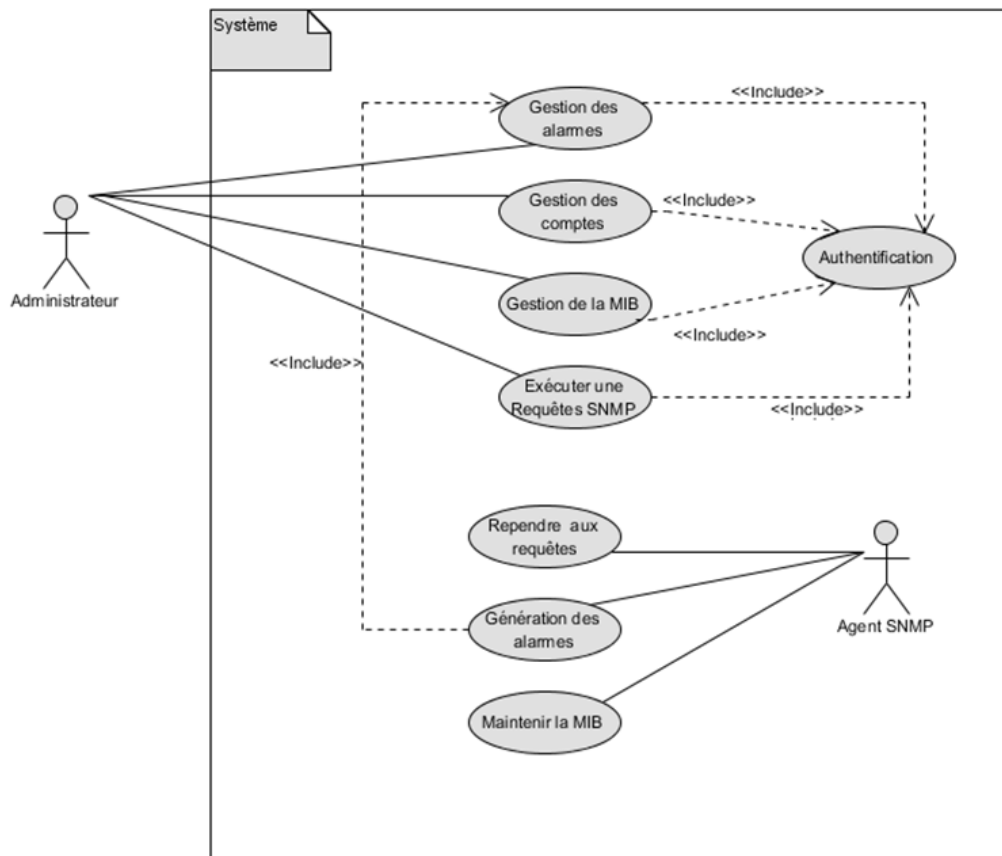 Système
Gestion des
alarmes
<<Include>>
Gestion des
comptes
<<Include>>
Authentification
Administrateur
Gestion de la MIB
<<Include>>
<<Include>>
Exécuter une
Requêtes SNMP
<<Include>>
Rependre aux
requêtes
Génération des
alarmes
Agent SNMP
Maintenir la MIB